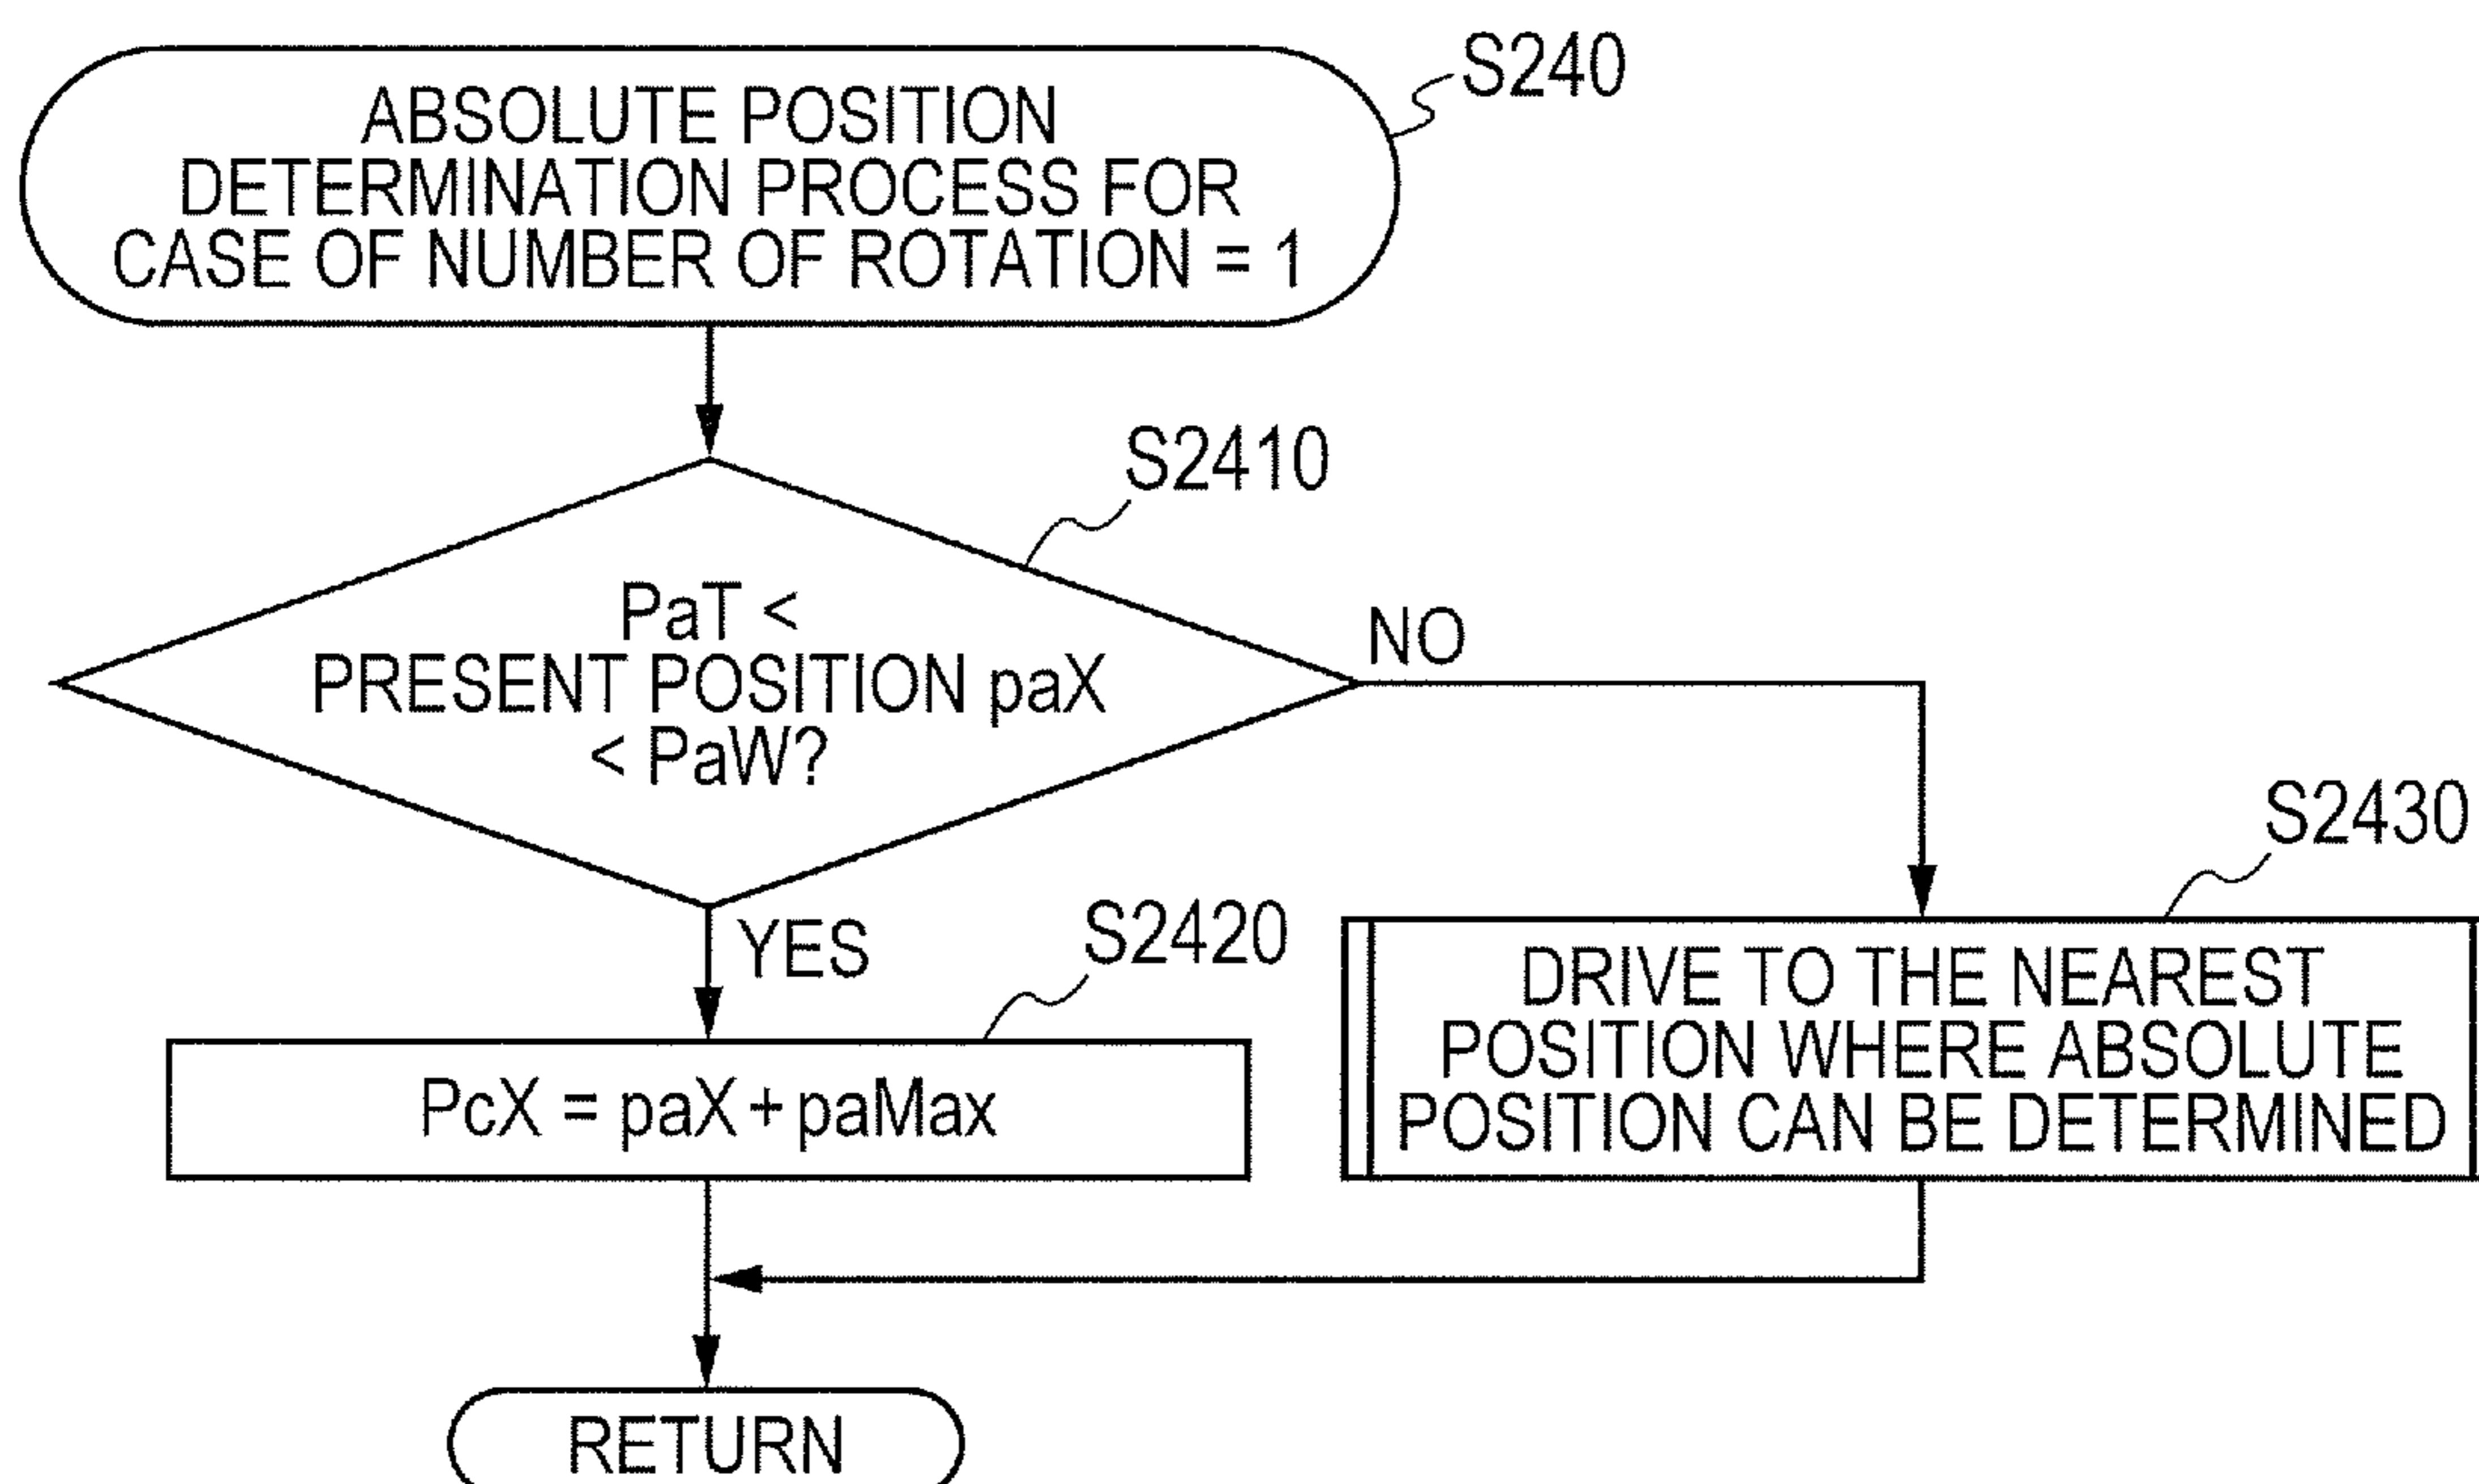 ABSOLUTE POSITION
DETERMINATION PROCESS FOR
CASE OF NUMBER OF ROTATION = 1
S240
S2410
PaT <
PRESENT POSITION paX
< PaW?
NO
YES
S2420
PcX = paX + paMax
S2430
DRIVE TO THE NEAREST
POSITION WHERE ABSOLUTE
POSITION CAN BE DETERMINED
RETURN